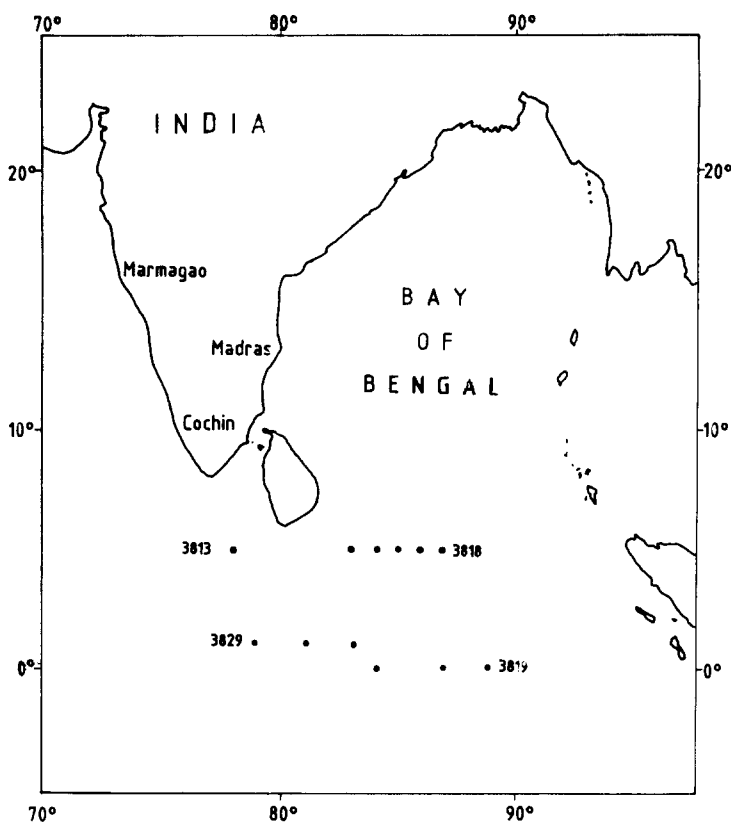 70° 80° 90°
INDIA
20° 20°
Marmagao
BAY
OF
Madras
BENGAL
Cochin
10° 10°
3813 3818
3829
0° 3819 0°
70° 80° 90°